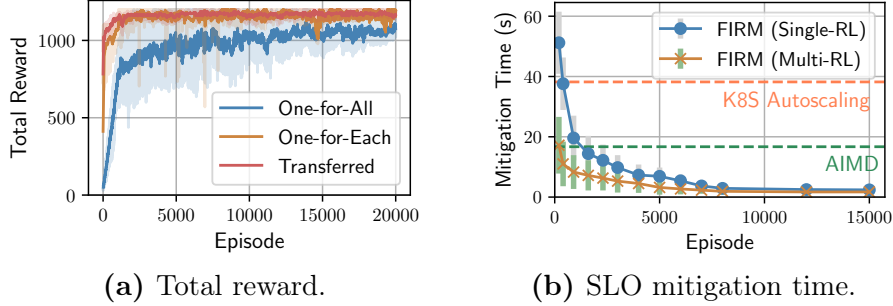 Total Reward
1000
500
0
One-for-All
One-for-Each
Transferred
0 5000 10000 15000 20000
Episode
(a) Total reward.
Mitigation Time (s)
60
40
20
0
FIRM (Single-RL)
FIRM (Multi-RL)
K8S Autoscaling
AIMD
0 5000 10000 15000
Episode
(b) SLO mitigation time.